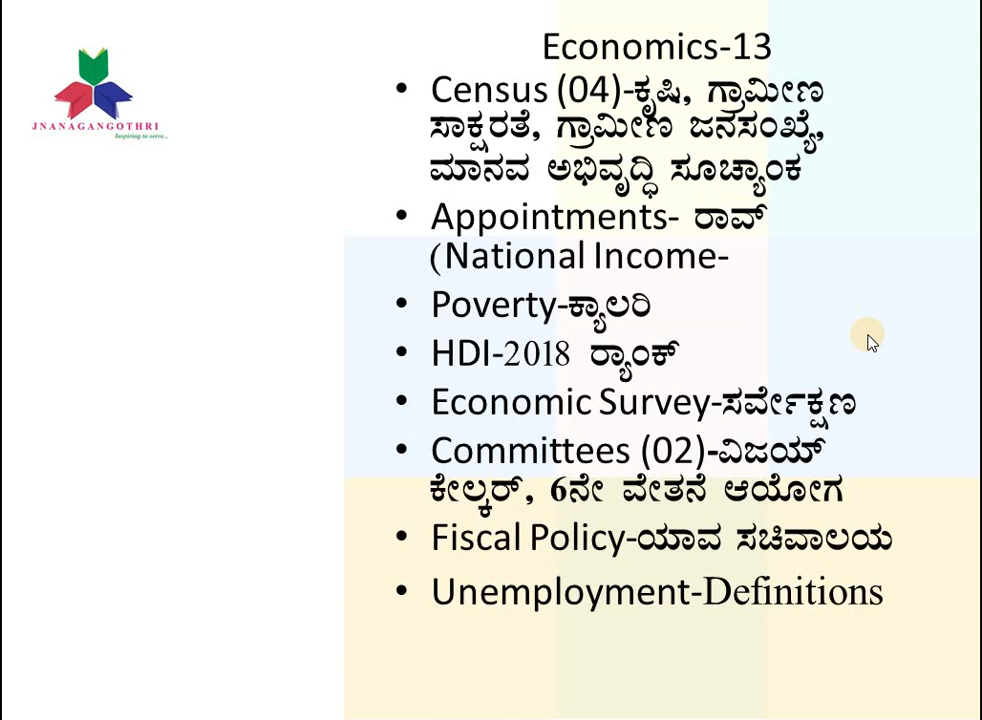 JNANAGANGOTHRI
Inspiring to serve...
Economics-13
• Census (04)-ಕೃಷಿ, ಗ್ರಾಮೀಣ
ಸಾಕ್ಷರತೆ, ಗ್ರಾಮೀಣ ಜನಸಂಖ್ಯೆ,
ಮಾನವ ಅಭಿವೃದ್ಧಿ ಸೂಚ್ಯಾಂಕ
• Appointments- ರಾವ್
(National Income-
• Poverty-ಕ್ಯಾಲರಿ
• HDI-2018 ರ‍್ಯಾಂಕ್
• Economic Survey-ಸರ್ವೇಕ್ಷಣ
• Committees (02)-ವಿಜಯ್
ಕೇಲ್ಕರ್, 6ನೇ ವೇತನೆ ಆಯೋಗ
• Fiscal Policy-ಯಾವ ಸಚಿವಾಲಯ
• Unemployment-Definitions